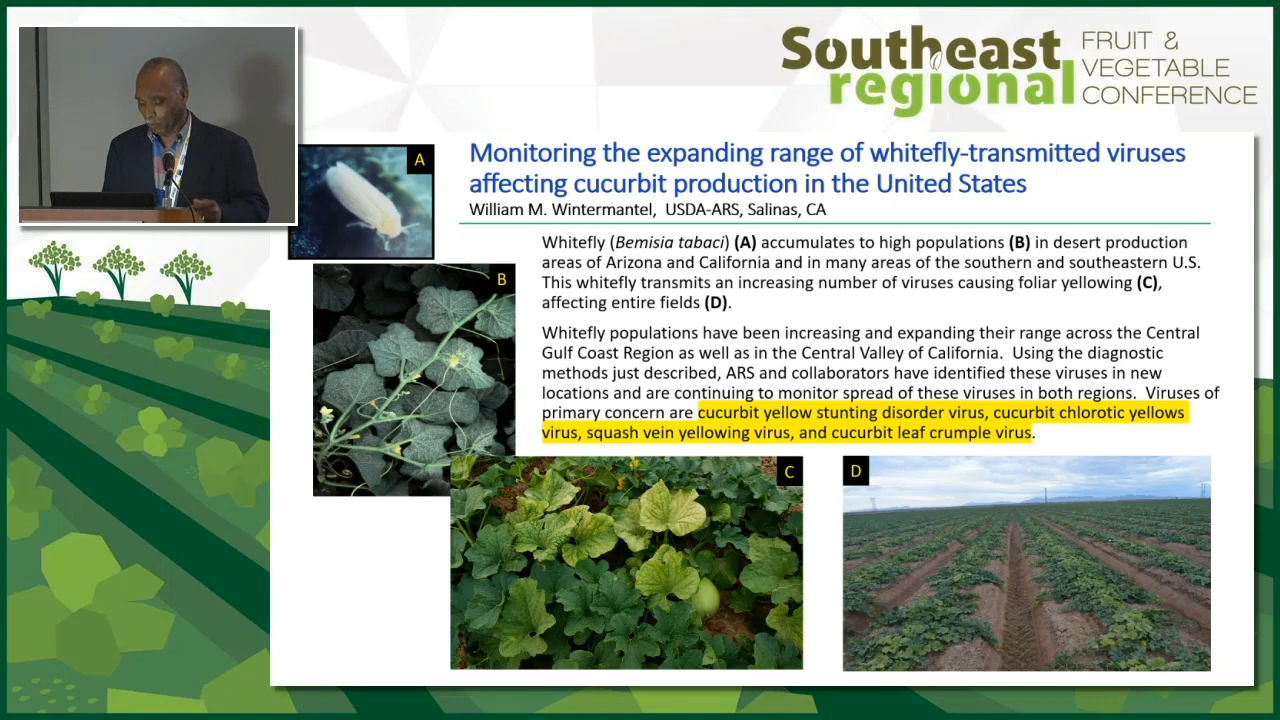 Southeast
regional
FRUIT &
VEGETABLE
CONFERENCE
Monitoring the expanding range of whitefly-transmitted viruses
affecting cucurbit production in the United States
William M. Wintermantel, USDA-ARS, Salinas, CA
A
Whitefly (Bemisia tabaci) (A) accumulates to high populations (B) in desert production
areas of Arizona and California and in many areas of the southern and southeastern U.S.
This whitefly transmits an increasing number of viruses causing foliar yellowing (C),
affecting entire fields (D).
B
Whitefly populations have been increasing and expanding their range across the Central
Gulf Coast Region as well as in the Central Valley of California. Using the diagnostic
methods just described, ARS and collaborators have identified these viruses in new
locations and are continuing to monitor spread of these viruses in both regions. Viruses of
primary concern are cucurbit yellow stunting disorder virus, cucurbit chlorotic yellows
virus, squash vein yellowing virus, and cucurbit leaf crumple virus.
C
D